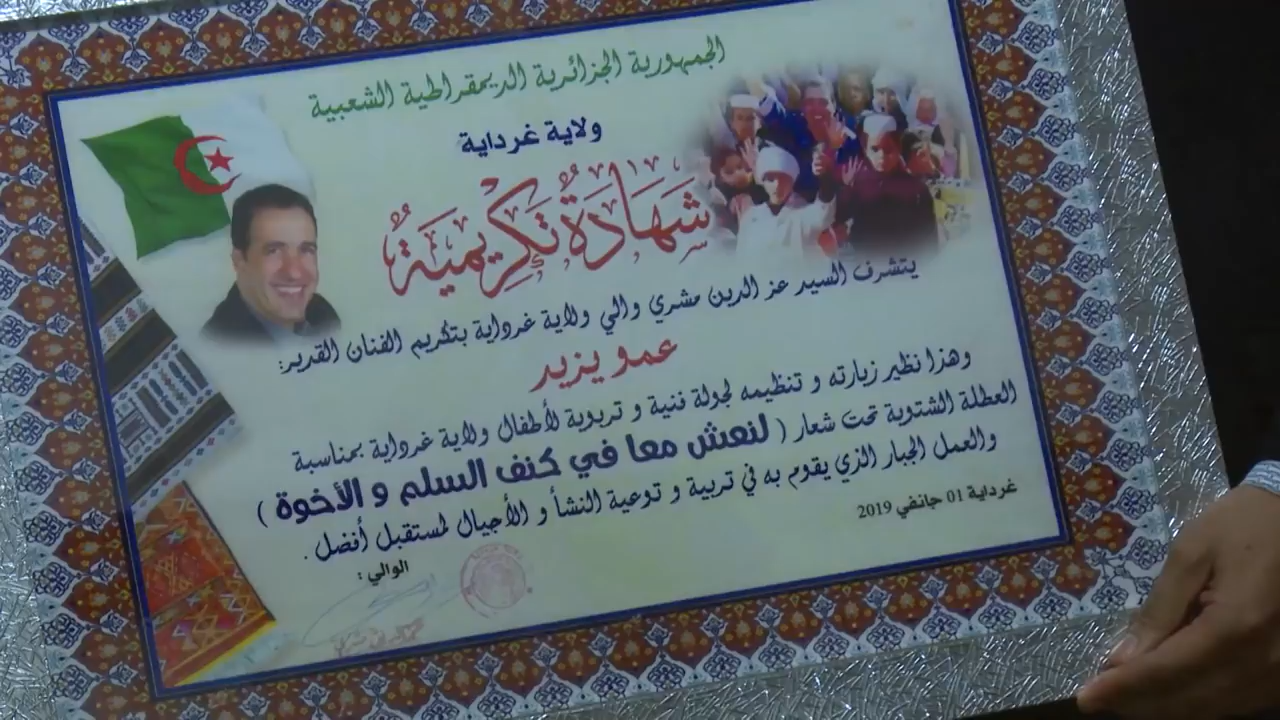 الجمهورية الجزائرية الديمقراطية الشعبية
ولاية غرداية
شَهَادَةٌ تَكْرِيمِيَّةٌ
يتشرف السيد عز الدين مشري والي ولاية غرداية بتكريم الفنان القدير:
عمو يزيد
وهذا نظير زيارته و تنظيمه لجولة فنية و تربوية لأطفال ولاية غرداية بمناسبة
العطلة الشتوية تحت شعار ( لنعش معا في كنف السلم و الأخوة )
والعمل الجبار الذي يقوم به في تربية و توعية النشأ و الأجيال لمستقبل أفضل .
غرداية 01 جانفي 2019
الوالي :